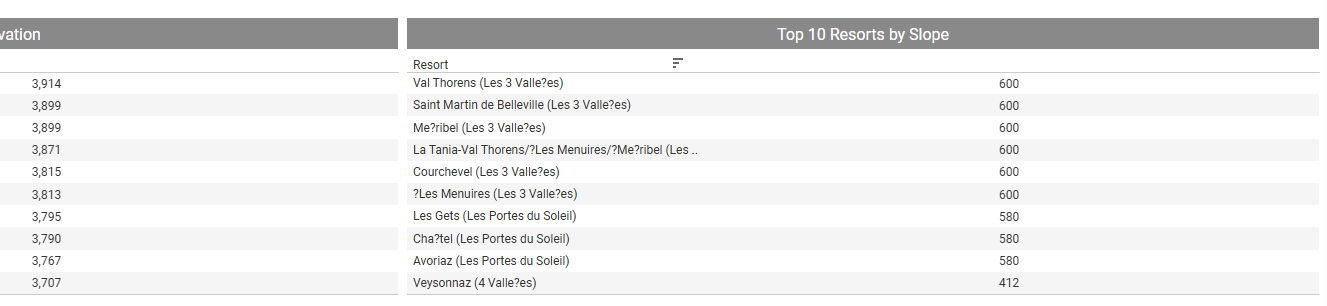 vation
3,914
3,899
3,899
3,871
3,815
3,813
3,795
3,790
3,767
3,707
Top 10 Resorts by Slope
Resort
Val Thorens (Les 3 Valle?es) 600
Saint Martin de Belleville (Les 3 Valle?es) 600
Me?ribel (Les 3 Valle?es) 600
La Tania-Val Thorens/?Les Menuires/?Me?ribel (Les .. 600
Courchevel (Les 3 Valle?es) 600
?Les Menuires (Les 3 Valle?es) 600
Les Gets (Les Portes du Soleil) 580
Cha?tel (Les Portes du Soleil) 580
Avoriaz (Les Portes du Soleil) 580
Veysonnaz (4 Valle?es) 412